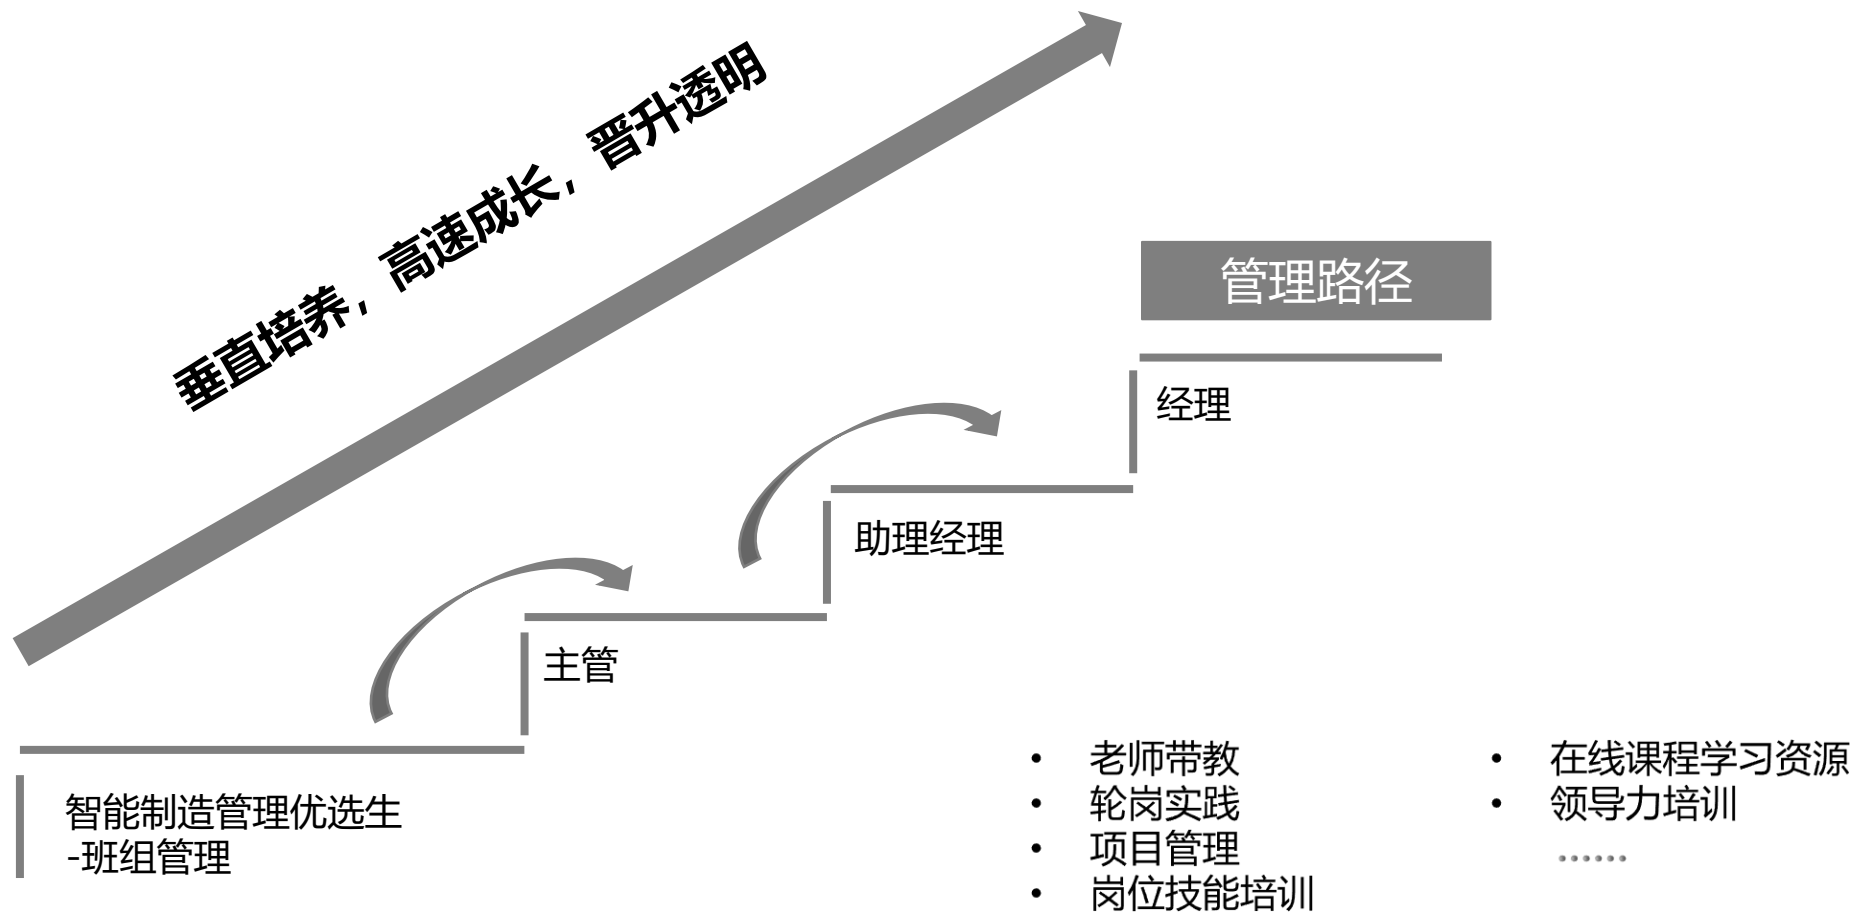 垂直培养，高速成长，晋升透明
管理路径
经理
助理经理
主管
智能制造管理优选生
-班组管理
• 老师带教
• 轮岗实践
• 项目管理
• 岗位技能培训
• 在线课程学习资源
• 领导力培训
……